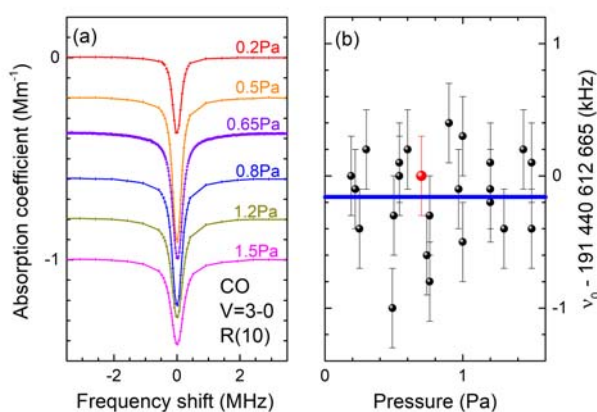 (a)
0
-1
Absorption coefficient (Mm⁻¹)
0.2Pa
0.5Pa
0.65Pa
0.8Pa
1.2Pa
1.5Pa
CO
V=3-0
R(10)
-2 0 2
Frequency shift (MHz)
(b)
1
0
-1
ν₀ - 191 440 612 665 (kHz)
0 1
Pressure (Pa)